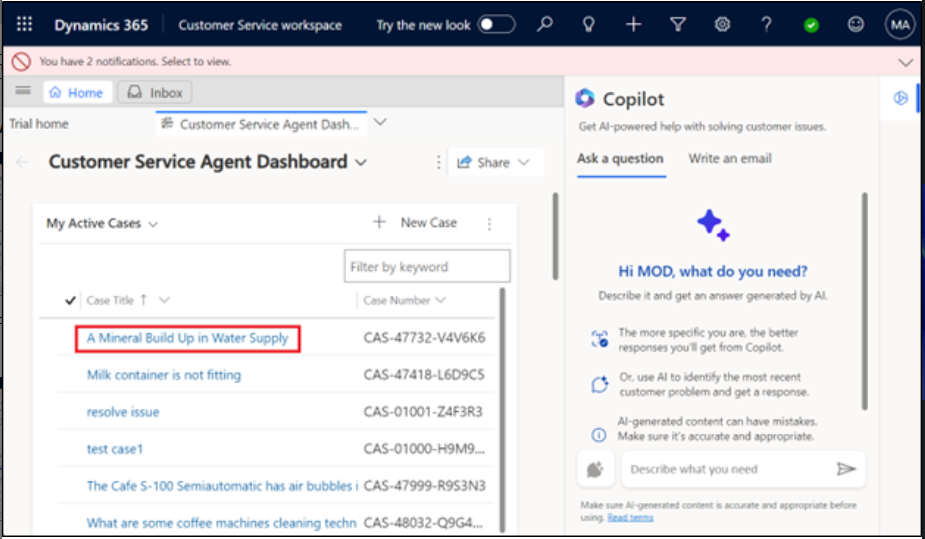 Dynamics 365 Customer Service workspace Try the new look MA
You have 2 notifications. Select to view.
Home Inbox
Trial home Customer Service Agent Dash...
Customer Service Agent Dashboard Share
My Active Cases New Case
Filter by keyword
Case Title Case Number
A Mineral Build Up in Water Supply CAS-47732-V4V6K6
Milk container is not fitting CAS-47418-L6D9C5
resolve issue CAS-01001-Z4F3R3
test case1 CAS-01000-H9M9...
The Cafe S-100 Semiautomatic has air bubbles i CAS-47999-R9S3N3
What are some coffee machines cleaning techn CAS-48032-Q9G4...
Copilot
Get AI-powered help with solving customer issues.
Ask a question Write an email
Hi MOD, what do you need?
Describe it and get an answer generated by AI.
The more specific you are, the better
responses you'll get from Copilot.
Or, use AI to identify the most recent
customer problem and get a response.
AI-generated content can have mistakes.
Make sure it's accurate and appropriate.
Describe what you need
Make sure AI-generated content is accurate and appropriate before
using. Read terms